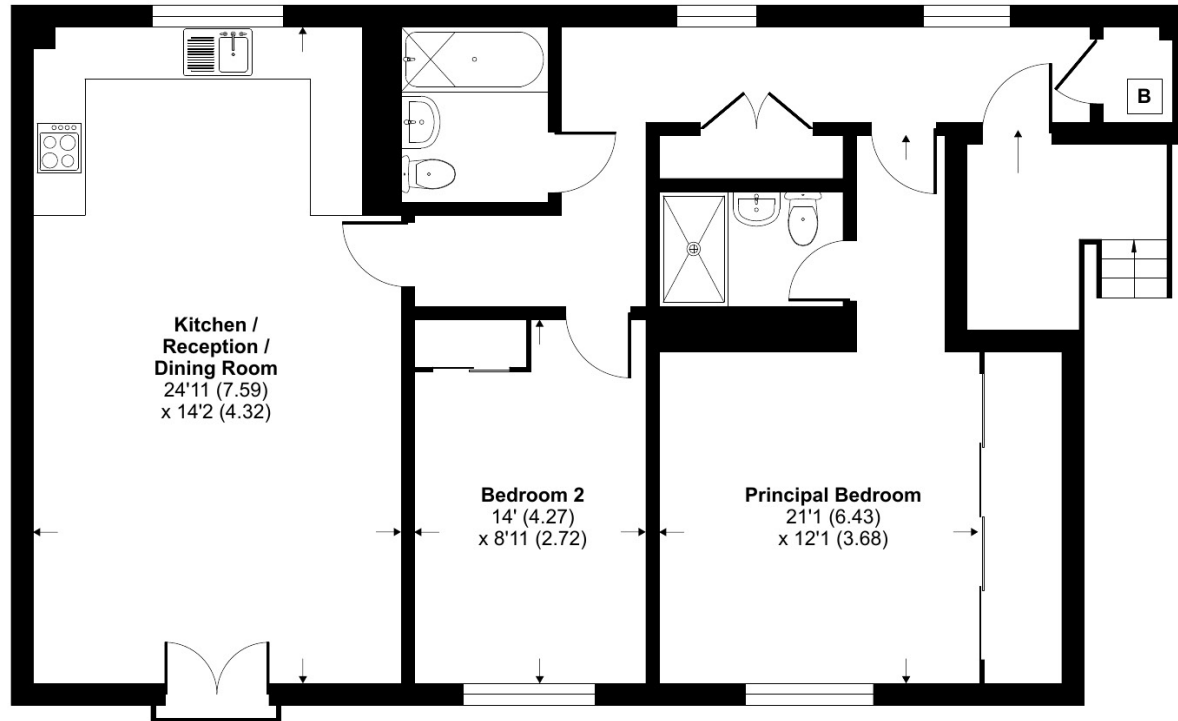 Kitchen /
Reception /
Dining Room
24'11 (7.59)
x 14'2 (4.32)
Bedroom 2
14' (4.27)
x 8'11 (2.72)
Principal Bedroom
21'1 (6.43)
x 12'1 (3.68)
B